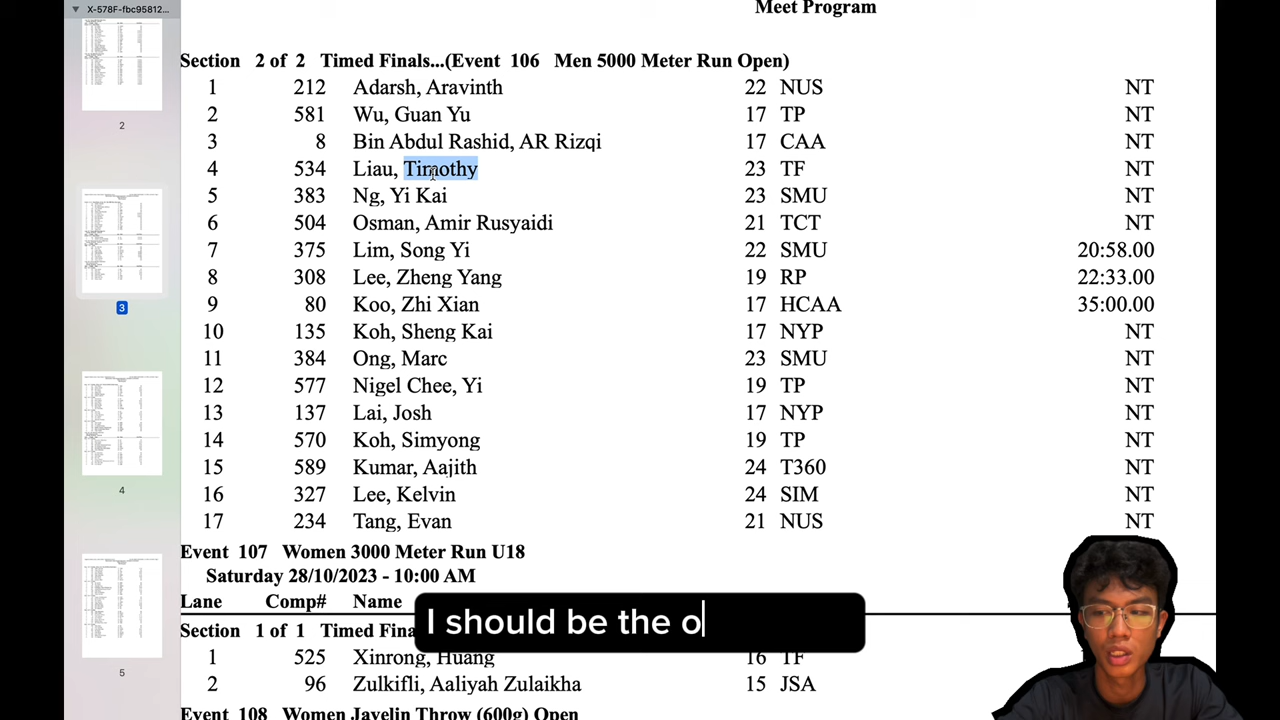 X-578F-fbc95812...
Meet Program
Section 2 of 2 Timed Finals...(Event 106 Men 5000 Meter Run Open)
1 212 Adarsh, Aravinth 22 NUS NT
2 581 Wu, Guan Yu 17 TP NT
3 8 Bin Abdul Rashid, AR Rizqi 17 CAA NT
4 534 Liau, Timothy 23 TF NT
5 383 Ng, Yi Kai 23 SMU NT
6 504 Osman, Amir Rusyaidi 21 TCT NT
7 375 Lim, Song Yi 22 SMU 20:58.00
8 308 Lee, Zheng Yang 19 RP 22:33.00
9 80 Koo, Zhi Xian 17 HCAA 35:00.00
10 135 Koh, Sheng Kai 17 NYP NT
11 384 Ong, Marc 23 SMU NT
12 577 Nigel Chee, Yi 19 TP NT
13 137 Lai, Josh 17 NYP NT
14 570 Koh, Simyong 19 TP NT
15 589 Kumar, Aajith 24 T360 NT
16 327 Lee, Kelvin 24 SIM NT
17 234 Tang, Evan 21 NUS NT
Event 107 Women 3000 Meter Run U18
Saturday 28/10/2023 - 10:00 AM
Lane Comp# Name
Section 1 of 1 Timed Fina
I should be the o
1 525 Xinrong, Huang 16 TF
2 96 Zulkifli, Aaliyah Zulaikha 15 JSA
Event 108 Women Javelin Throw (600g) Open
2
3
4
5